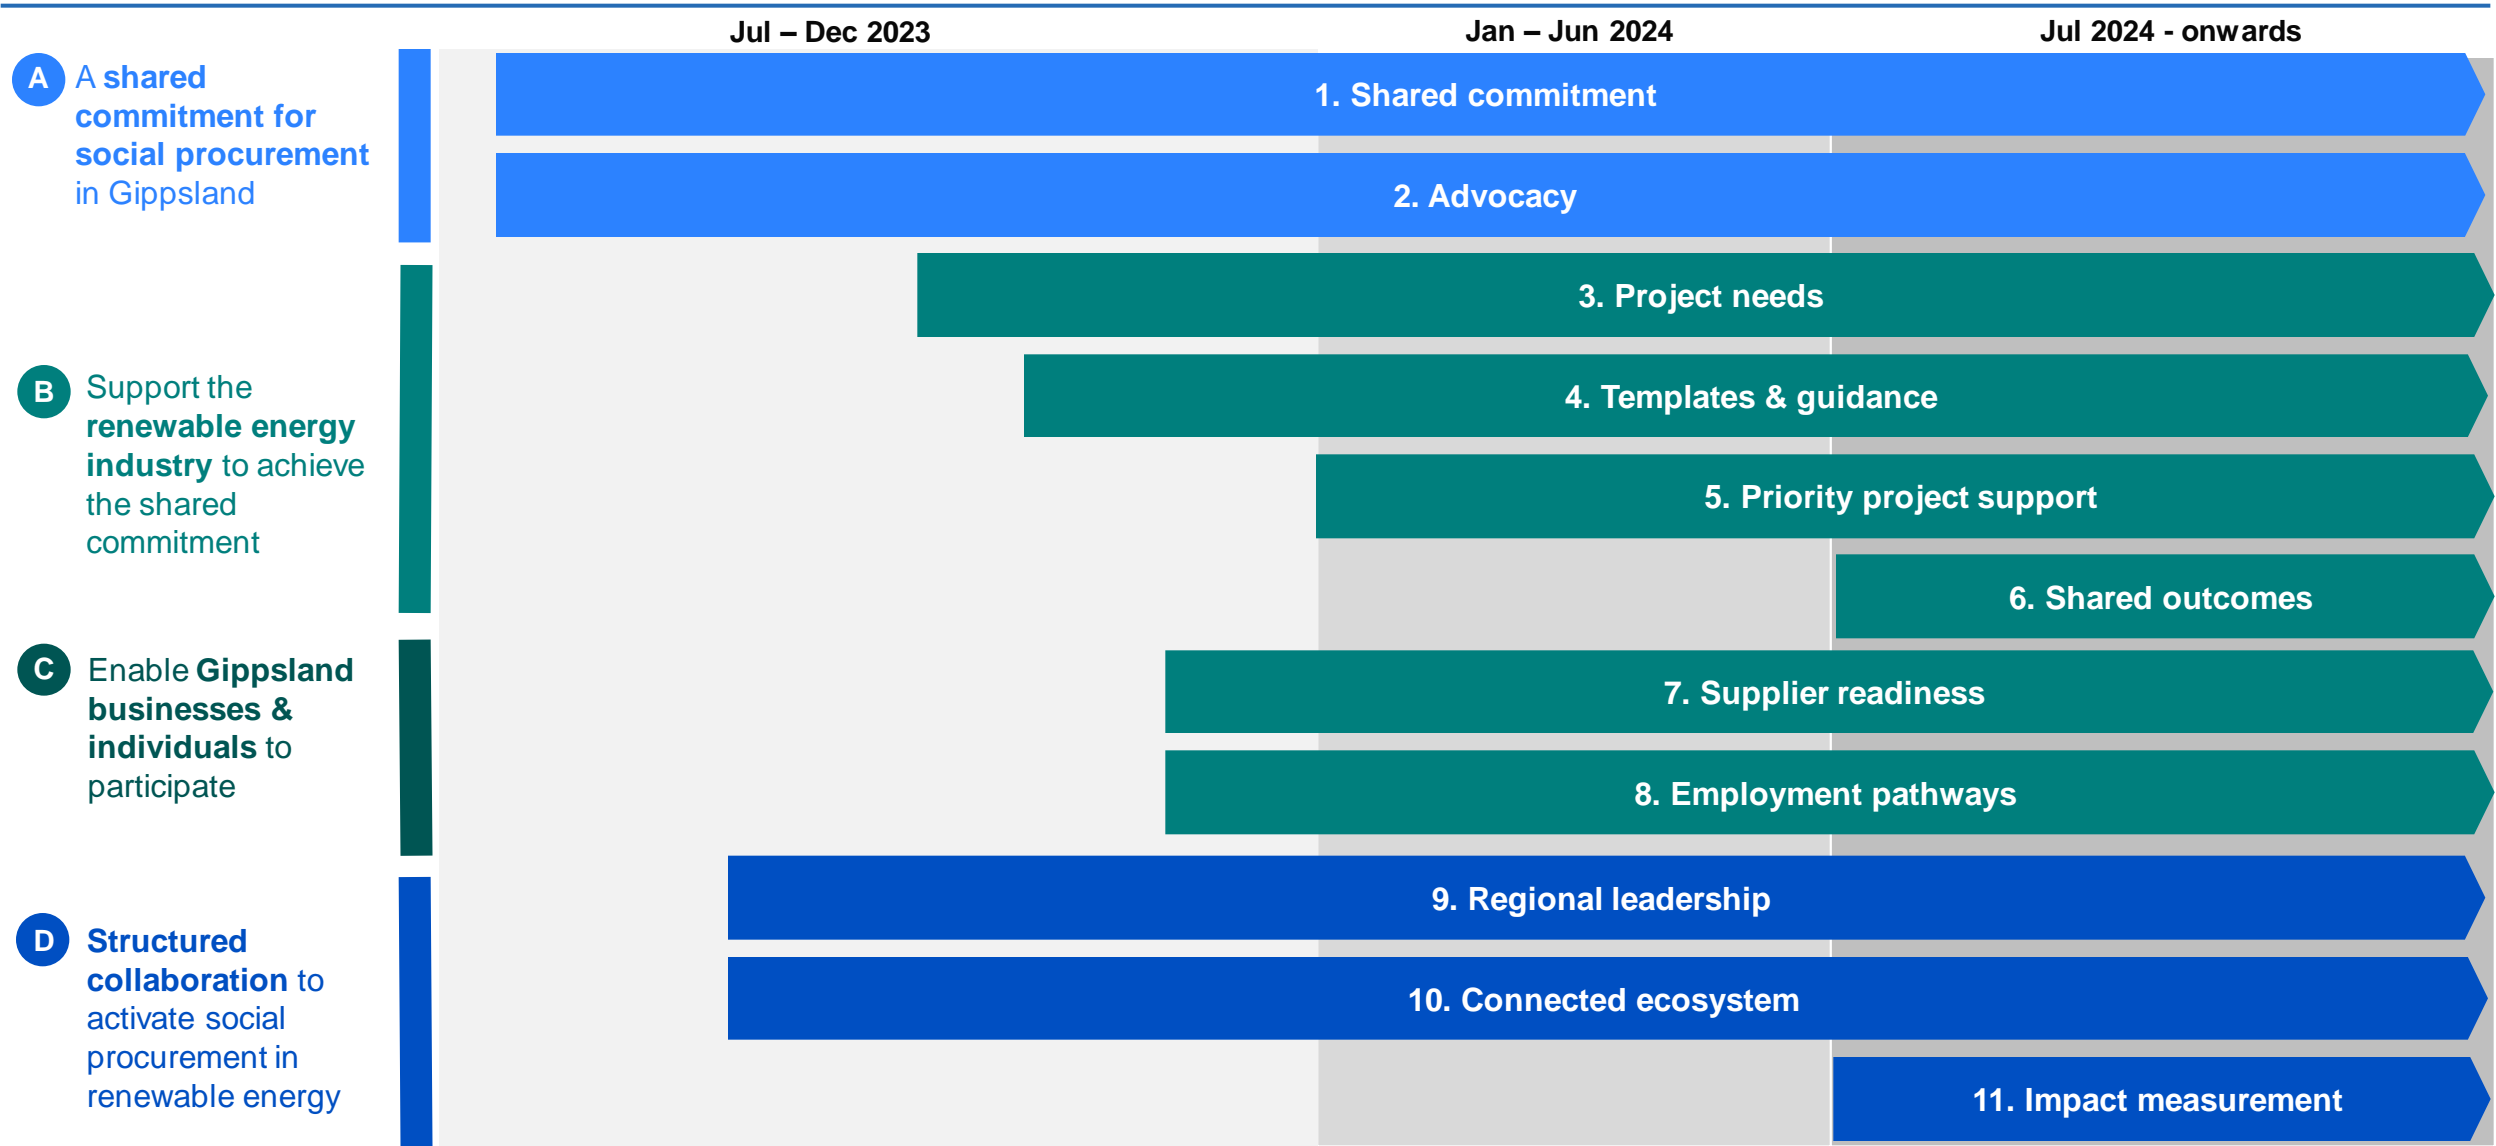 Jul – Dec 2023
Jan – Jun 2024
Jul 2024 - onwards
A
A shared
commitment for
social procurement
in Gippsland
1. Shared commitment
2. Advocacy
B
Support the
renewable energy
industry to achieve
the shared
commitment
3. Project needs
4. Templates & guidance
5. Priority project support
6. Shared outcomes
C
Enable Gippsland
businesses &
individuals to
participate
7. Supplier readiness
8. Employment pathways
D
Structured
collaboration to
activate social
procurement in
renewable energy
9. Regional leadership
10. Connected ecosystem
11. Impact measurement